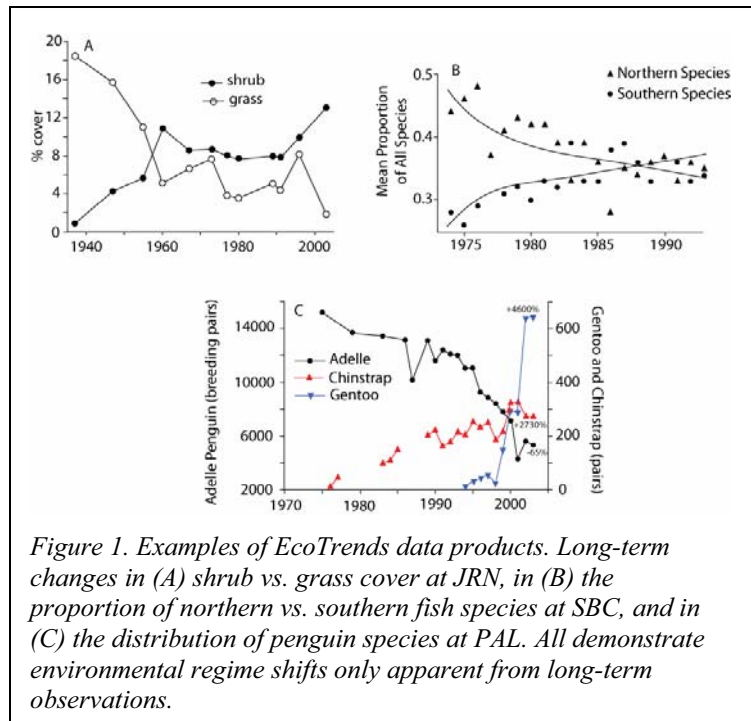 A
shrub
grass
% cover
20
16
12
8
4
0
1940
1950
1960
1970
1980
1990
2000
B
Northern Species
Southern Species
Mean Proportion
of All Species
0.5
0.4
0.3
1975
1980
1985
1990
C
Adelle
Chinstrap
Gentoo
Adelle Penguin (breeding pairs)
14000
10000
6000
2000
1970
1980
1990
2000
+4600%
+2730%
-65%
600
400
200
0
Gentoo and
Chinstrap (pairs)
Figure 1. Examples of EcoTrends data products. Long-term
changes in (A) shrub vs. grass cover at JRN, in (B) the
proportion of northern vs. southern fish species at SBC, and in
(C) the distribution of penguin species at PAL. All demonstrate
environmental regime shifts only apparent from long-term
observations.